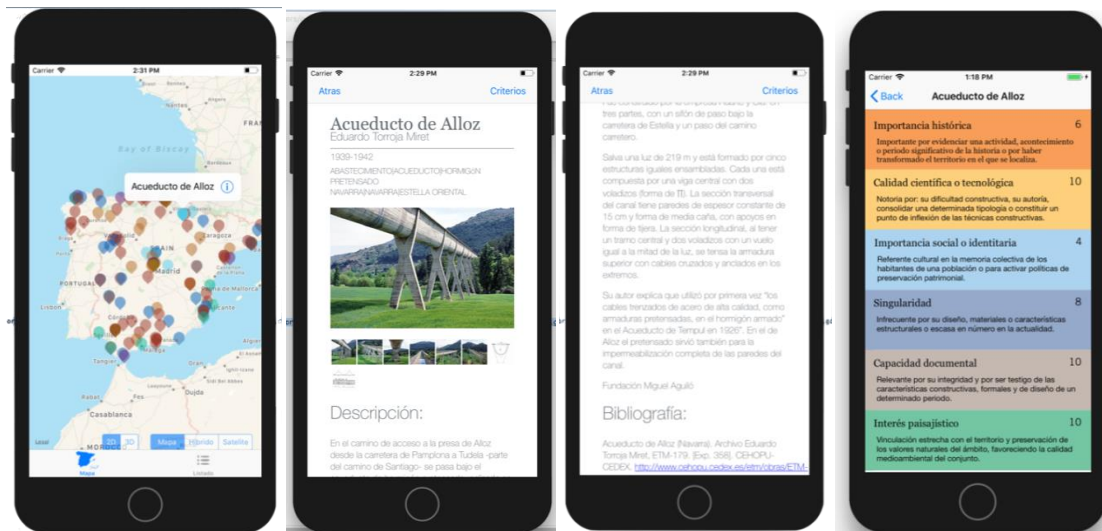 Carrier
2:31 PM
Nantes
FRAN
Bay of Biscay
Acueducto de Alloz
Zaragoza
SPAIN
Madrid
PORTUGAL
Lisbon
Córdoba
Málaga
Tangier
Oran
Oujda
Rabat
Fes
Sidi Bel Abbes
Casablanca
MOROCCO
Legal
2D
3D
Mapa
Híbrido
Satélite
Mapa
Listado
Carrier
2:29 PM
Atras
Criterios
Acueducto de Alloz
Eduardo Torroja Miret
1939-1942
ABASTECIMIENTO|ACUEDUCTO|HORMIGóN
PRETENSADO
NAVARRA|NAVARRA|ESTELLA ORIENTAL
Descripción:
En el camino de acceso a la presa de Alloz
desde la carretera de Pamplona a Tudela -parte
del camino de Santiago- se pasa bajo el
Carrier
2:29 PM
Atras
Criterios
tres partes, con un sifón de paso bajo la
carretera de Estella y un paso del camino
carretero.
Salva una luz de 219 m y está formado por cinco
estructuras iguales ensambladas. Cada una está
compuesta por una viga central con dos
voladizos (forma de π). La sección transversal
del canal tiene paredes de espesor constante de
15 cm y forma de media caña, con apoyos en
forma de tijera. La sección longitudinal, al tener
un tramo central y dos voladizos con un vuelo
igual a la mitad de la luz, se tensa la armadura
superior con cables cruzados y anclados en los
extremos.
Su autor explica que utilizó por primera vez "los
cables trenzados de acero de alta calidad, como
armaduras pretensadas, en el hormigón armado"
en el Acueducto de Tempul en 1926". En el de
Alloz el pretensado sirvió también para la
impermeabilización completa de las paredes del
canal.
Fundación Miguel Aguiló
Bibliografía:
Acueducto de Alloz (Navarra). Archivo Eduardo
Torroja Miret, ETM-179. [Exp. 358], CEHOPU-
CEDEX, http://www.cehopu.cedex.es/etm/obras/ETM-
Carrier
1:18 PM
Back
Acueducto de Alloz
Importancia histórica 6
Importante por evidenciar una actividad, acontecimiento
o periodo significativo de la historia o por haber
transformado el territorio en el que se localiza.
Calidad científica o tecnológica 10
Notoria por: su dificultad constructiva, su autoría,
consolidar una determinada tipología o constituir un
punto de inflexión de las técnicas constructivas.
Importancia social o identitaria 4
Referente cultural en la memoria colectiva de los
habitantes de una población o para activar políticas de
preservación patrimonial.
Singularidad 8
Infrecuente por su diseño, materiales o características
estructurales o escasa en número en la actualidad.
Capacidad documental 10
Relevante por su integridad y por ser testigo de las
características constructivas, formales y de diseño de un
determinado periodo.
Interés paisajístico 10
Vinculación estrecha con el territorio y preservación de
los valores naturales del ámbito, favoreciendo la calidad
medioambiental del conjunto.